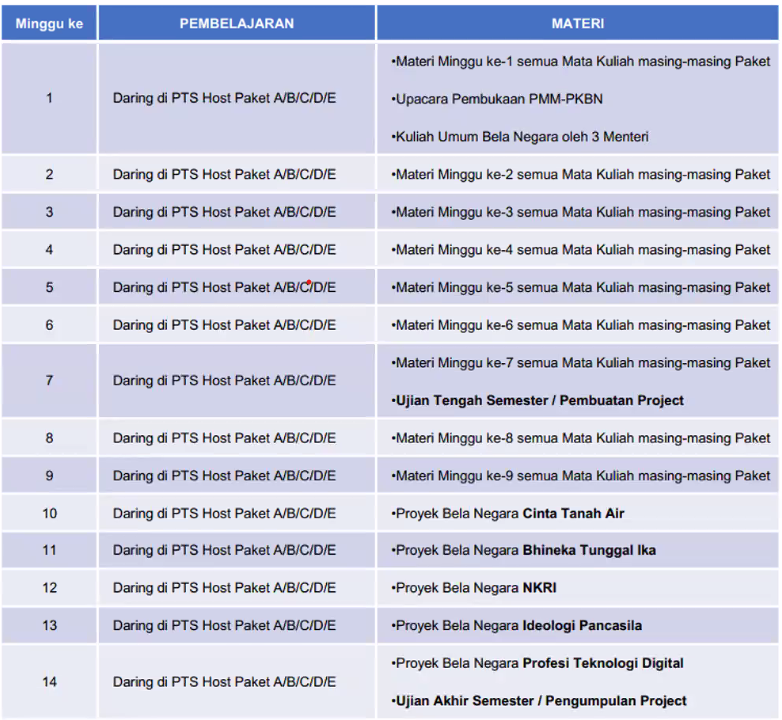 Minggu ke PEMBELAJARAN MATERI
•Materi Minggu ke-1 semua Mata Kuliah masing-masing Paket
1 Daring di PTS Host Paket A/B/C/D/E •Upacara Pembukaan PMM-PKBN
•Kuliah Umum Bela Negara oleh 3 Menteri
2 Daring di PTS Host Paket A/B/C/D/E •Materi Minggu ke-2 semua Mata Kuliah masing-masing Paket
3 Daring di PTS Host Paket A/B/C/D/E •Materi Minggu ke-3 semua Mata Kuliah masing-masing Paket
4 Daring di PTS Host Paket A/B/C/D/E •Materi Minggu ke-4 semua Mata Kuliah masing-masing Paket
5 Daring di PTS Host Paket A/B/C/D/E •Materi Minggu ke-5 semua Mata Kuliah masing-masing Paket
6 Daring di PTS Host Paket A/B/C/D/E •Materi Minggu ke-6 semua Mata Kuliah masing-masing Paket
7 Daring di PTS Host Paket A/B/C/D/E •Materi Minggu ke-7 semua Mata Kuliah masing-masing Paket
•Ujian Tengah Semester / Pembuatan Project
8 Daring di PTS Host Paket A/B/C/D/E •Materi Minggu ke-8 semua Mata Kuliah masing-masing Paket
9 Daring di PTS Host Paket A/B/C/D/E •Materi Minggu ke-9 semua Mata Kuliah masing-masing Paket
10 Daring di PTS Host Paket A/B/C/D/E •Proyek Bela Negara Cinta Tanah Air
11 Daring di PTS Host Paket A/B/C/D/E •Proyek Bela Negara Bhineka Tunggal Ika
12 Daring di PTS Host Paket A/B/C/D/E •Proyek Bela Negara NKRI
13 Daring di PTS Host Paket A/B/C/D/E •Proyek Bela Negara Ideologi Pancasila
14 Daring di PTS Host Paket A/B/C/D/E •Proyek Bela Negara Profesi Teknologi Digital
•Ujian Akhir Semester / Pengumpulan Project